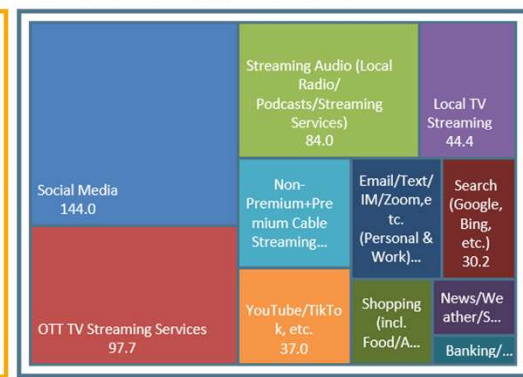 Social Media
144.0
OTT TV Streaming Services
97.7
Streaming Audio (Local
Radio/
Podcasts/Streaming
Services)
84.0
Local TV
Streaming
44.4
Non-
Premium+Pre
mium Cable
Streaming...
Email/Text/
IM/Zoom,e
tc.
(Personal &
Work)...
Search
(Google,
Bing,
etc.)
30.2
YouTube/TikTo
k, etc.
37.0
Shopping
(incl.
Food/A...
News/We
ather/S...
Banking/...